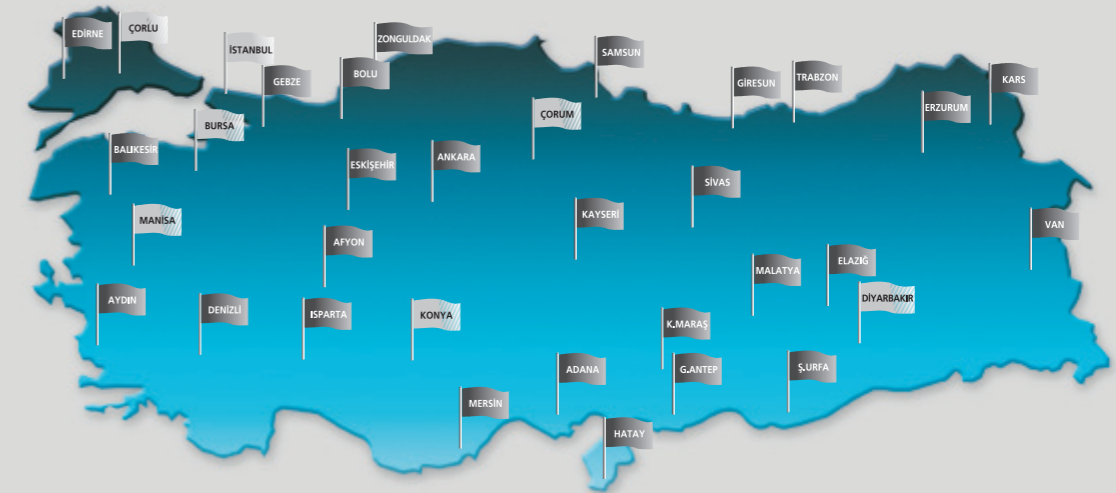 EDİRNE
ÇORLU
İSTANBUL
GEBZE
ZONGULDAK
BOLU
SAMSUN
GİRESUN
TRABZON
KARS
ERZURUM
BURSA
ÇORUM
BALIKESİR
ESKİŞEHİR
ANKARA
SİVAS
MANİSA
KAYSERİ
VAN
AFYON
MALATYA
ELAZIĞ
DİYARBAKIR
AYDIN
DENİZLİ
ISPARTA
KONYA
K.MARAŞ
ADANA
G.ANTEP
Ş.URFA
MERSİN
HATAY